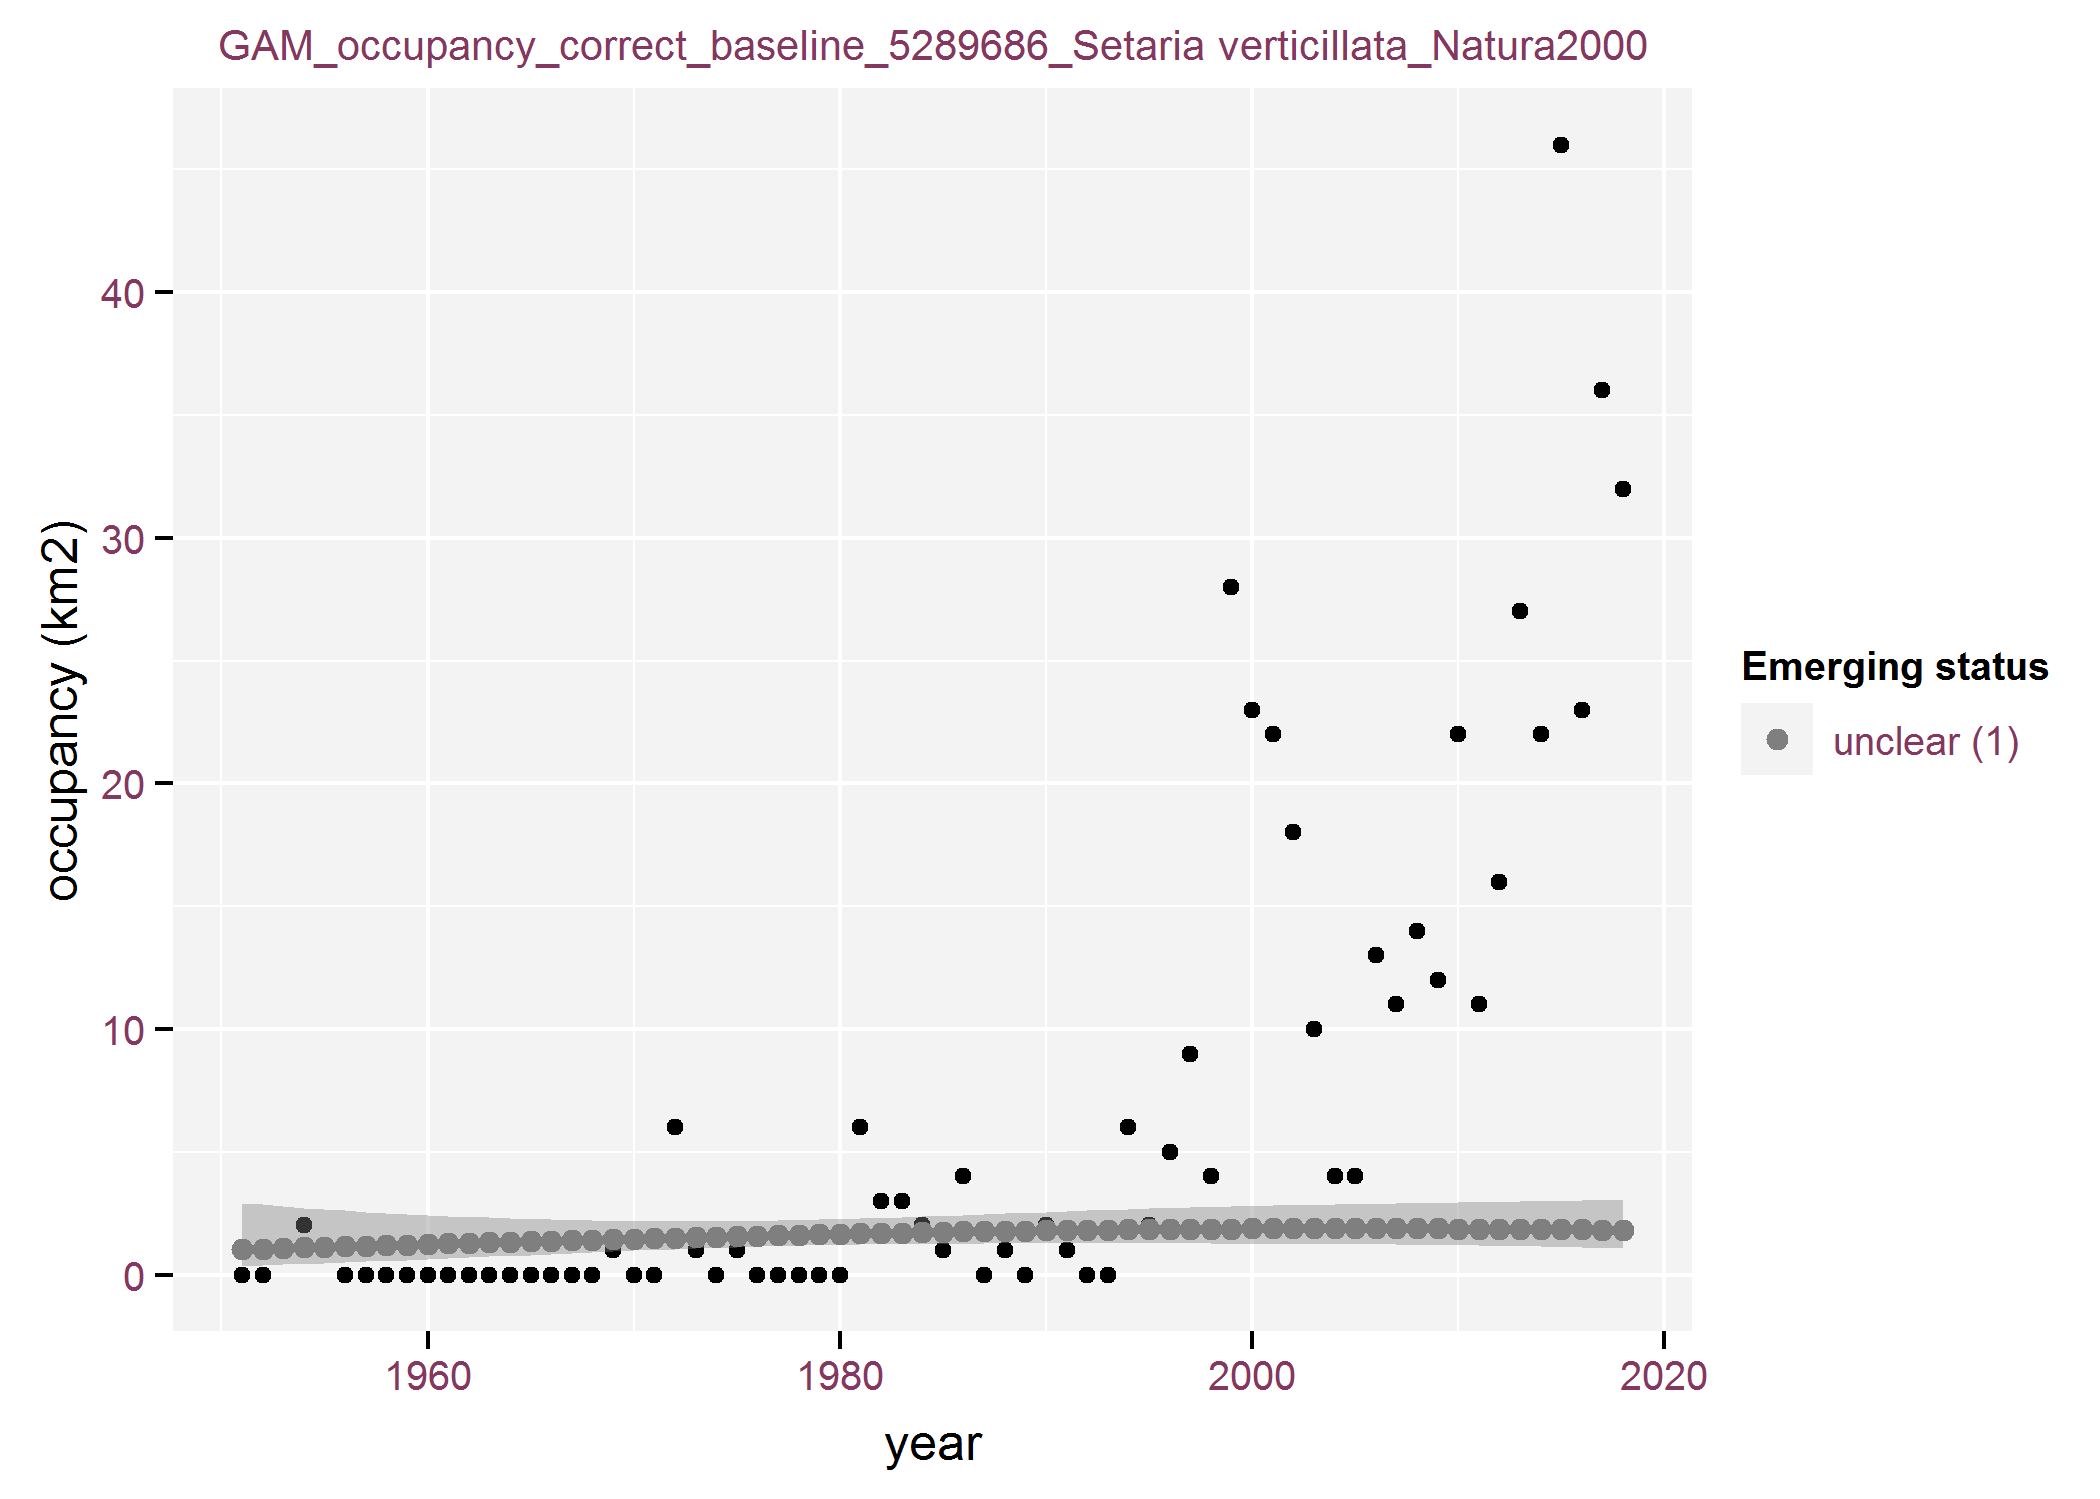 GAM_occupancy_correct_baseline_5289686_Setaria verticillata_Natura2000
40
30
20
10
0
occupancy (km2)
1960
1980
2000
2020
year
Emerging status
unclear (1)